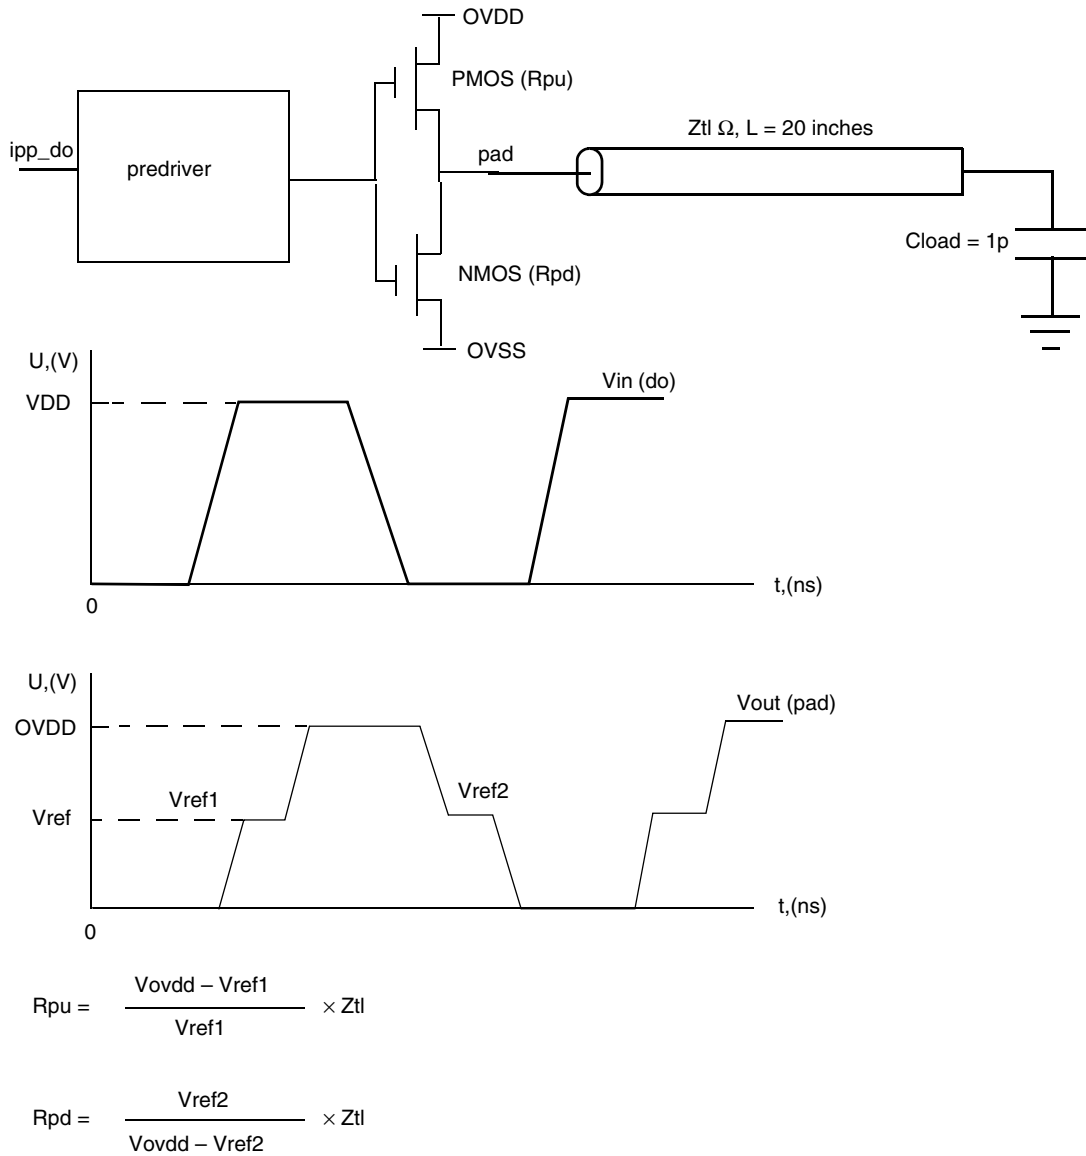 OVDD
PMOS (Rpu)
Ztl Ω, L = 20 inches
ipp_do
predriver
pad
Cload = 1p
NMOS (Rpd)
OVSS
U,(V)
VDD
Vin (do)
t,(ns)
0
U,(V)
OVDD
Vout (pad)
Vref1
Vref2
Vref
t,(ns)
0
Vovdd – Vref1
Rpu = × Ztl
Vref1
Vref2
Rpd = × Ztl
Vovdd – Vref2